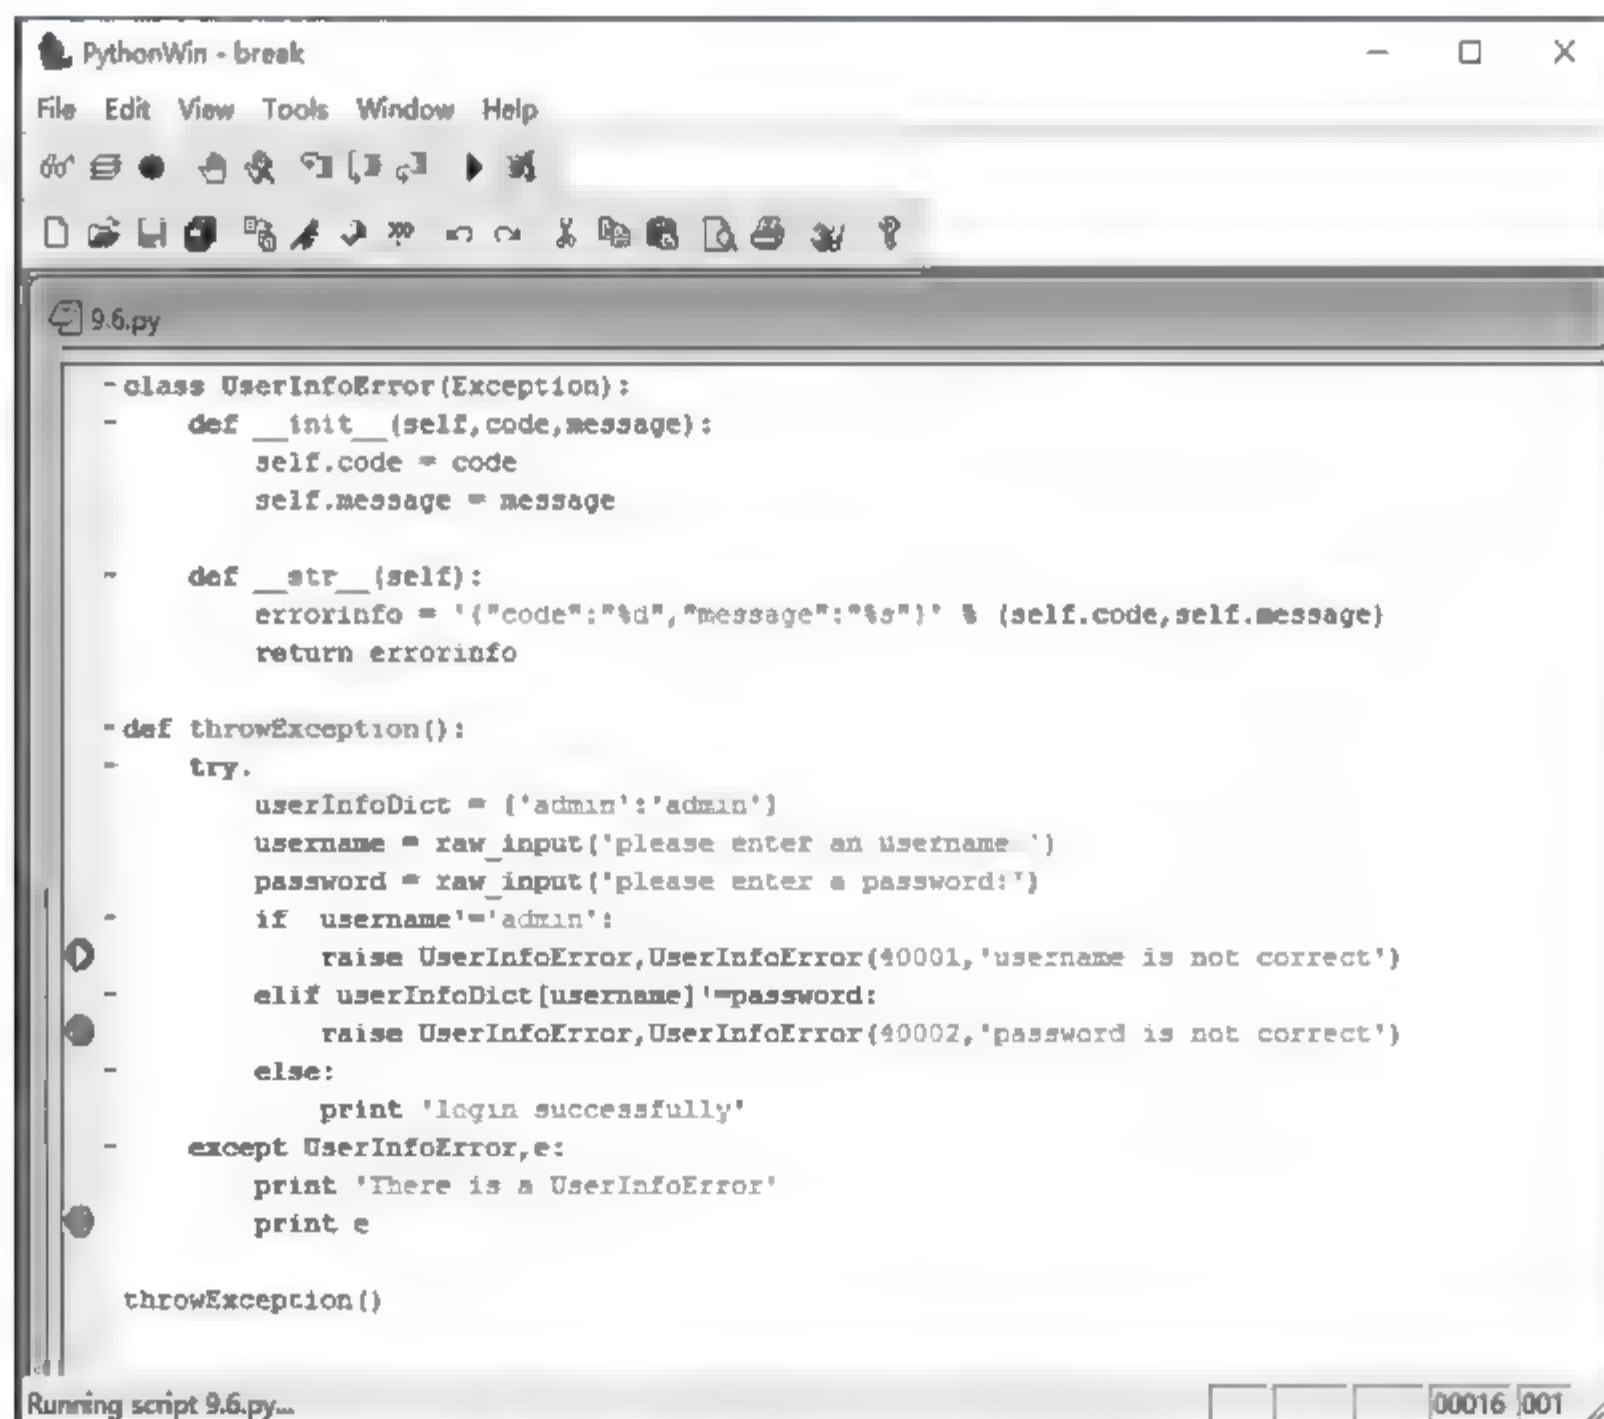 PythonWin - break
File Edit View Tools Window Help
9.6.py
class UserInfoError(Exception):
    def __init__(self,code,message):
        self.code = code
        self.message = message
    def __str__(self):
        errorinfo = '{"code":"%d","message":"%s"}' % (self.code,self.message)
        return errorinfo
def throwException():
    try:
        userInfoDict = {'admin':'admin'}
        username = raw_input('please enter an username ')
        password = raw_input('please enter a password:')
        if  username!='admin':
            raise UserInfoError,UserInfoError(40001,'username is not correct')
        elif userInfoDict[username]!=password:
            raise UserInfoError,UserInfoError(40002,'password is not correct')
        else:
            print 'login successfully'
    except UserInfoError,e:
        print 'There is a UserInfoError'
        print e
throwException()
Running script 9.6.py...
00016 001